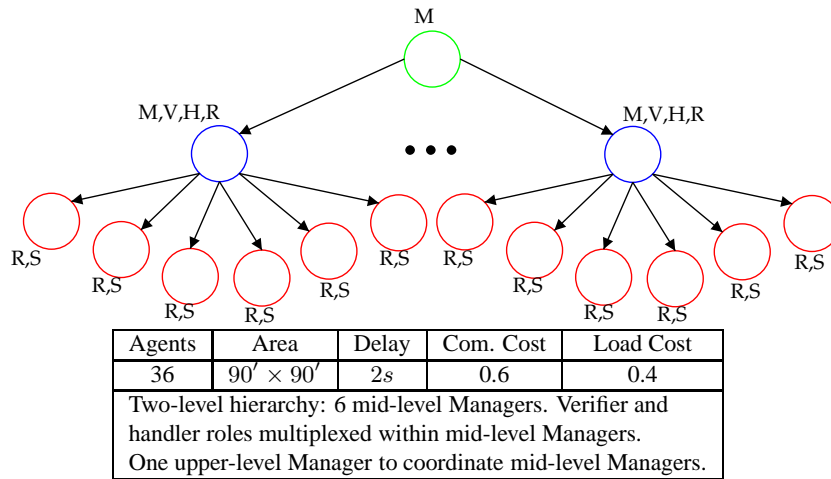 M
M,V,H,R
M,V,H,R
R,S
R,S
R,S
R,S
R,S
R,S
R,S
R,S
R,S
R,S
R,S
R,S
Agents Area Delay Com. Cost Load Cost
36 90′ × 90′ 2s 0.6 0.4
Two-level hierarchy: 6 mid-level Managers. Verifier and
handler roles multiplexed within mid-level Managers.
One upper-level Manager to coordinate mid-level Managers.